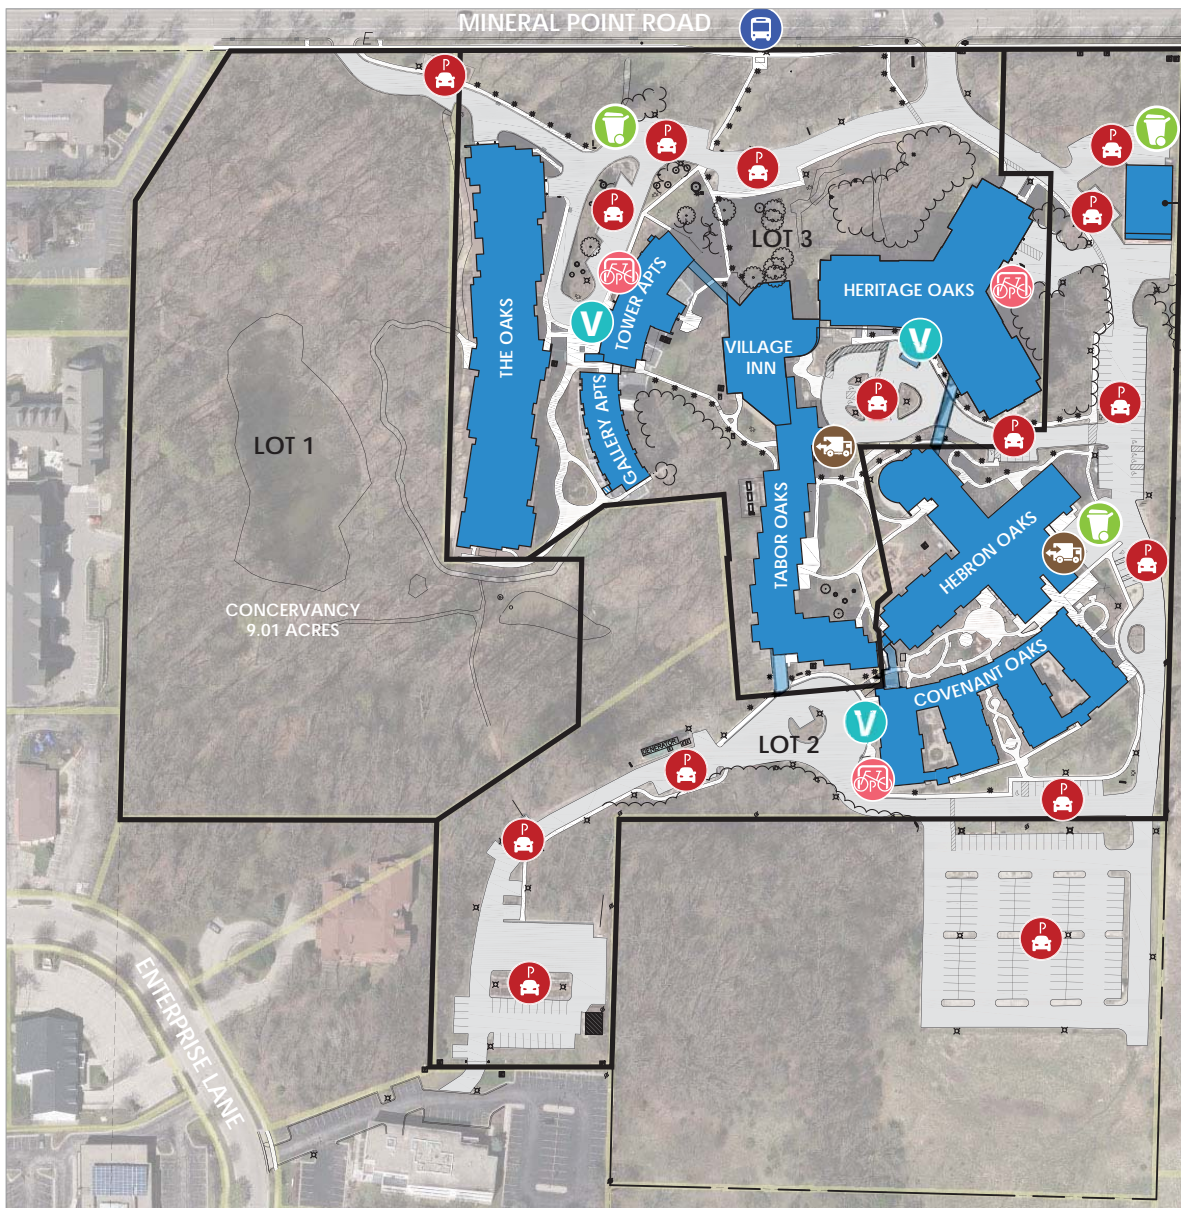 MINERAL POINT ROAD
E
P
P
P
P
P
P
LOT 3
THE OAKS
TOWER APTS
HERITAGE OAKS
V
V
VILLAGE
INN
GALLERY APTS
P
P
P
LOT 1
TABOR OAKS
HEBRON OAKS
P
CONCERVANCY
9.01 ACRES
COVENANT OAKS
V
GENERATOR
LOT 2
P
P
P
P
P
P
ENTERPRISE LANE